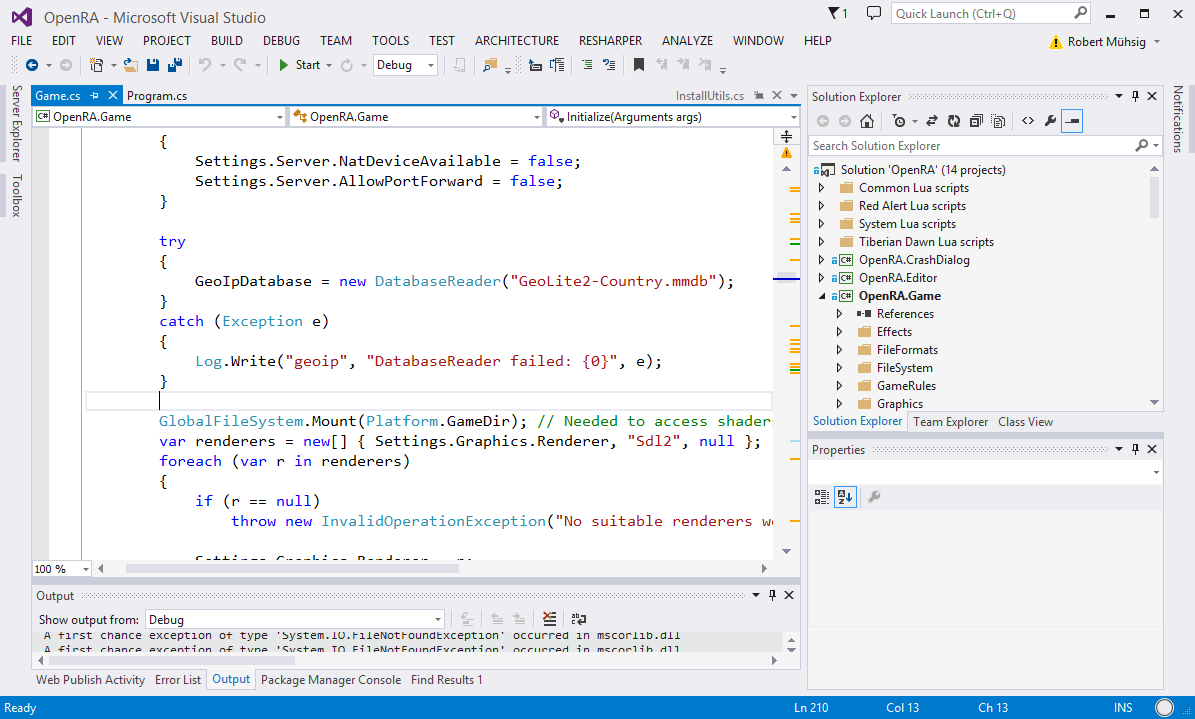 OpenRA - Microsoft Visual Studio
1
Quick Launch (Ctrl+Q)
FILE EDIT VIEW PROJECT BUILD DEBUG TEAM TOOLS TEST ARCHITECTURE RESHARPER ANALYZE WINDOW HELP
Robert Mühsig
Start
Debug
Server Explorer
Toolbox
Game.cs
Program.cs
InstallUtils.cs
C# OpenRA.Game
OpenRA.Game
Initialize(Arguments args)
{
Settings.Server.NatDeviceAvailable = false;
Settings.Server.AllowPortForward = false;
}
try
{
GeoIpDatabase = new DatabaseReader("GeoLite2-Country.mmdb");
}
catch (Exception e)
{
Log.Write("geoip", "DatabaseReader failed: {0}", e);
}
GlobalFileSystem.Mount(Platform.GameDir); // Needed to access shaders
var renderers = new[] { Settings.Graphics.Renderer, "Sdl2", null };
foreach (var r in renderers)
{
if (r == null)
throw new InvalidOperationException("No suitable renderers we
Settings.Graphics.Renderer = r;
100 %
Output
Show output from: Debug
A first chance exception of type 'System.IO.FileNotFoundException' occurred in mscorlib.dll
A first chance exception of type 'System.IO.FileNotFoundException' occurred in mscorlib.dll
Web Publish Activity Error List Output Package Manager Console Find Results 1
Solution Explorer
Search Solution Explorer
Solution 'OpenRA' (14 projects)
Common Lua scripts
Red Alert Lua scripts
System Lua scripts
Tiberian Dawn Lua scripts
C# OpenRA.CrashDialog
C# OpenRA.Editor
C# OpenRA.Game
References
Effects
FileFormats
FileSystem
GameRules
Graphics
Solution Explorer Team Explorer Class View
Properties
Notifications
Ready
Ln 210
Col 13
Ch 13
INS